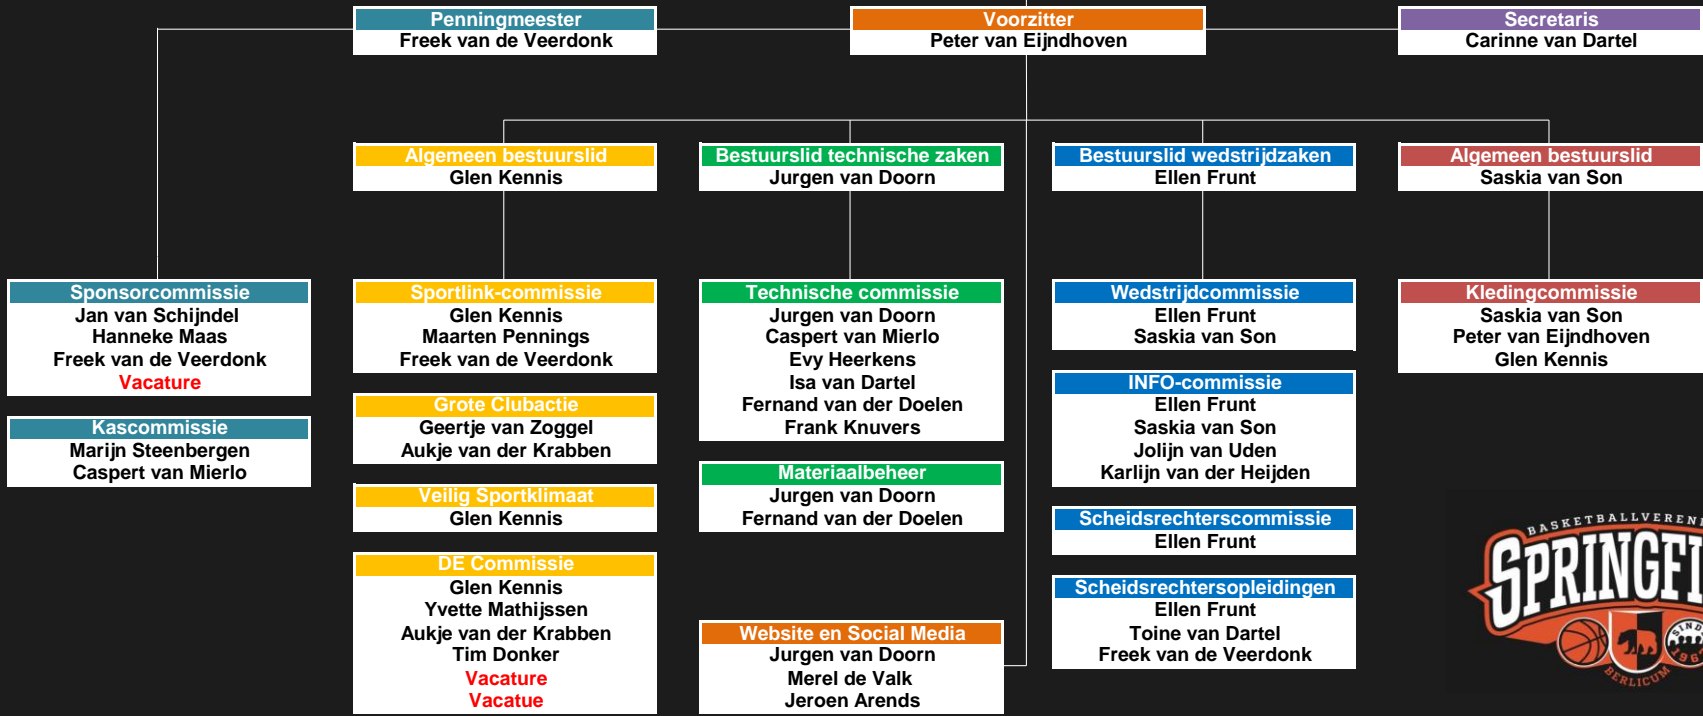 Penningmeester
Freek van de Veerdonk
Voorzitter
Peter van Eijndhoven
Secretaris
Carinne van Dartel
Algemeen bestuurslid
Glen Kennis
Bestuurslid technische zaken
Jurgen van Doorn
Bestuurslid wedstrijdzaken
Ellen Frunt
Algemeen bestuurslid
Saskia van Son
Sponsorcommissie
Jan van Schijndel
Hanneke Maas
Freek van de Veerdonk
Vacature
Kascommissie
Marijn Steenbergen
Caspert van Mierlo
Sportlink-commissie
Glen Kennis
Maarten Pennings
Freek van de Veerdonk
Grote Clubactie
Geertje van Zoggel
Aukje van der Krabben
Veilig Sportklimaat
Glen Kennis
DE Commissie
Glen Kennis
Yvette Mathijssen
Aukje van der Krabben
Tim Donker
Vacature
Vacatue
Technische commissie
Jurgen van Doorn
Caspert van Mierlo
Evy Heerkens
Isa van Dartel
Fernand van der Doelen
Frank Knuvers
Materiaalbeheer
Jurgen van Doorn
Fernand van der Doelen
Website en Social Media
Jurgen van Doorn
Merel de Valk
Jeroen Arends
Wedstrijdcommissie
Ellen Frunt
Saskia van Son
INFO-commissie
Ellen Frunt
Saskia van Son
Jolijn van Uden
Karlijn van der Heijden
Scheidsrechterscommissie
Ellen Frunt
Scheidsrechtersopleidingen
Ellen Frunt
Toine van Dartel
Freek van de Veerdonk
Kledingcommissie
Saskia van Son
Peter van Eijndhoven
Glen Kennis
BERLICUM